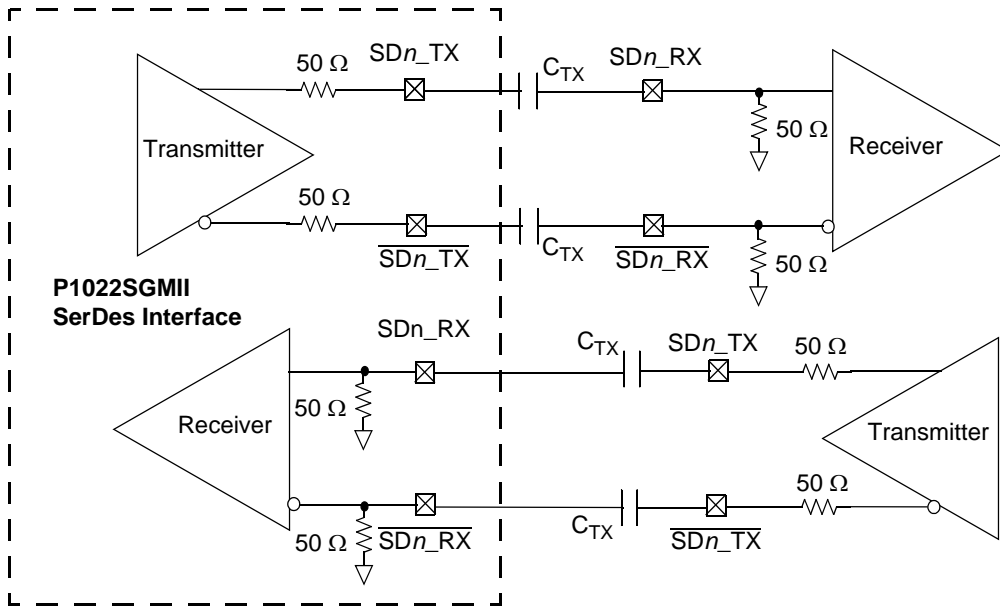 50 Ω
SDn_TX
C_TX
SDn_RX
Transmitter
50 Ω
Receiver
50 Ω
SDn_TX
C_TX
SDn_RX
50 Ω
P1022SGMII
SerDes Interface
SDn_RX
C_TX
SDn_TX
50 Ω
Receiver
50 Ω
Transmitter
50 Ω
50 Ω
SDn_RX
C_TX
SDn_TX